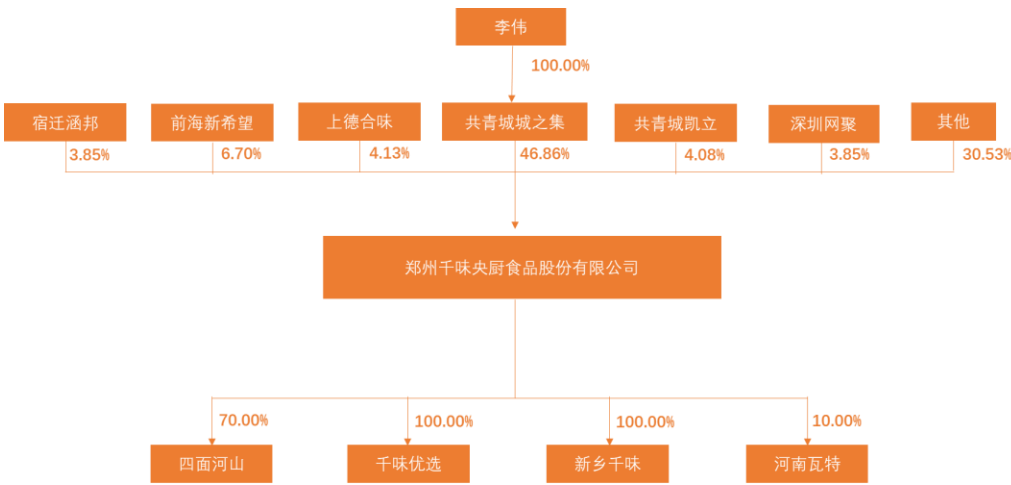 李伟
100.00%
宿迁涵邦
前海新希望
上德合味
共青城城之集
共青城凯立
深圳网聚
其他
3.85%
6.70%
4.13%
46.86%
4.08%
3.85%
30.53%
郑州千味央厨食品股份有限公司
70.00%
100.00%
100.00%
10.00%
四面河山
千味优选
新乡千味
河南瓦特